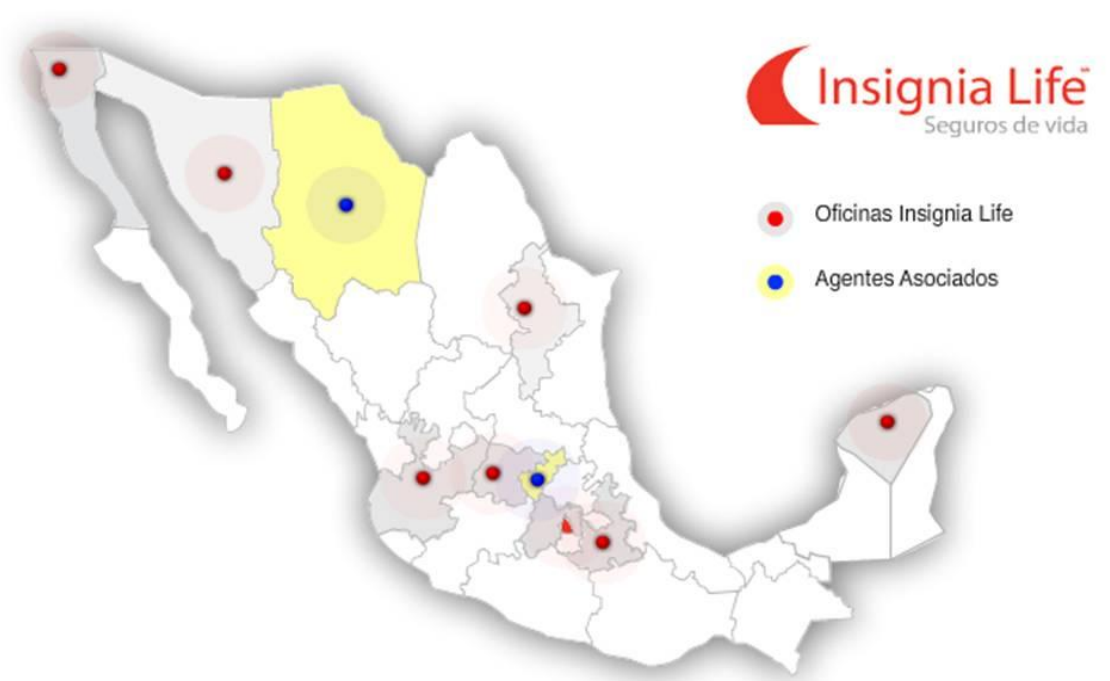 Insignia Life
Seguros de vida
Oficinas Insignia Life
Agentes Asociados